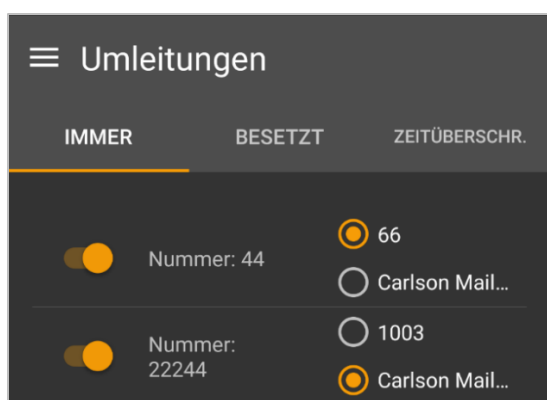 Umleitungen
IMMER BESETZT ZEITÜBERSCHR.
66
Nummer: 44
Carlson Mail...
1003
Nummer:
22244
Carlson Mail...